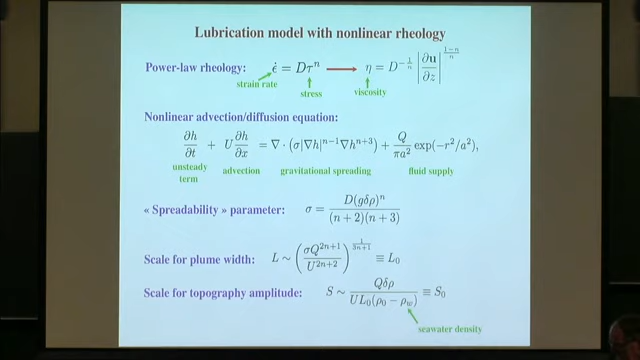 Lubrication model with nonlinear rheology
Power-law rheology: ϵ̇ = Dτⁿ ⟶ η = D^{-1/n} |∂u/∂z|^{(1-n)/n}
strain rate
stress
viscosity
Nonlinear advection/diffusion equation:
∂h/∂t + U ∂h/∂x = ∇ · (σ|∇h|^{n−1}∇h^{n+3}) + Q/(πa²) exp(−r²/a²),
unsteady term advection gravitational spreading fluid supply
« Spreadability » parameter: σ = D(gδρ)ⁿ / ((n + 2)(n + 3))
Scale for plume width: L ∼ (σQ^{2n+1} / U^{2n+2})^{1/(3n+1)} ≡ L₀
Scale for topography amplitude: S ∼ Qδρ / (UL₀(ρ₀ − ρ_w)) ≡ S₀
seawater density